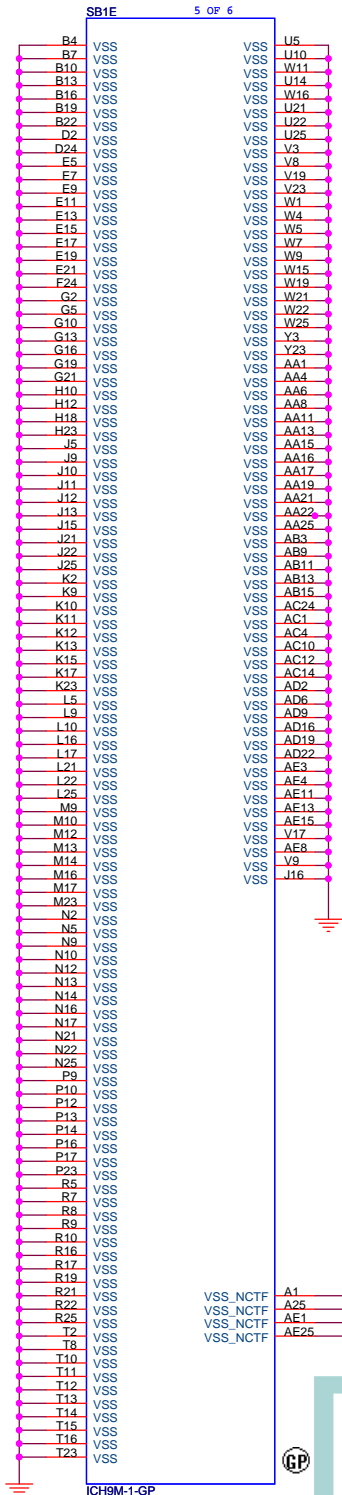 SB1E 5 OF 6
B4 VSS VSS U5
B7 VSS VSS U10
B10 VSS VSS W11
B13 VSS VSS U14
B16 VSS VSS W16
B19 VSS VSS U21
B22 VSS VSS U22
D2 VSS VSS U25
D24 VSS VSS V3
E5 VSS VSS V8
E7 VSS VSS V19
E9 VSS VSS V23
E11 VSS VSS W1
E13 VSS VSS W4
E15 VSS VSS W5
E17 VSS VSS W7
E19 VSS VSS W9
E21 VSS VSS W15
F24 VSS VSS W19
G2 VSS VSS W21
G5 VSS VSS W22
G10 VSS VSS W25
G13 VSS VSS Y3
G16 VSS VSS Y23
G19 VSS VSS AA1
G21 VSS VSS AA4
H10 VSS VSS AA6
H12 VSS VSS AA8
H18 VSS VSS AA11
H23 VSS VSS AA13
J5 VSS VSS AA15
J9 VSS VSS AA16
J10 VSS VSS AA17
J11 VSS VSS AA19
J12 VSS VSS AA21
J13 VSS VSS AA22
J15 VSS VSS AA25
J21 VSS VSS AB3
J22 VSS VSS AB9
J25 VSS VSS AB11
K2 VSS VSS AB13
K9 VSS VSS AB15
K10 VSS VSS AC24
K11 VSS VSS AC1
K12 VSS VSS AC4
K13 VSS VSS AC10
K15 VSS VSS AC12
K17 VSS VSS AC14
K23 VSS VSS AD2
L5 VSS VSS AD6
L9 VSS VSS AD9
L10 VSS VSS AD16
L16 VSS VSS AD19
L17 VSS VSS AD22
L21 VSS VSS AE3
L22 VSS VSS AE4
L25 VSS VSS AE11
M9 VSS VSS AE13
M10 VSS VSS AE15
M12 VSS VSS V17
M13 VSS VSS AE8
M14 VSS VSS V9
M16 VSS VSS J16
M17 VSS
M23 VSS
N2 VSS
N5 VSS
N9 VSS
N10 VSS
N12 VSS
N13 VSS
N14 VSS
N16 VSS
N17 VSS
N21 VSS
N22 VSS
N25 VSS
P9 VSS
P10 VSS
P12 VSS
P13 VSS
P14 VSS
P16 VSS
P17 VSS
P23 VSS
R5 VSS
R7 VSS
R8 VSS
R9 VSS
R10 VSS
R16 VSS
R17 VSS
R19 VSS
R21 VSS VSS_NCTF A1
R22 VSS VSS_NCTF A25
R25 VSS VSS_NCTF AE1
T2 VSS VSS_NCTF AE25
T8 VSS
T10 VSS
T11 VSS
T12 VSS
T13 VSS
T14 VSS
T15 VSS
T16 VSS
T23 VSS
GP
ICH9M-1-GP